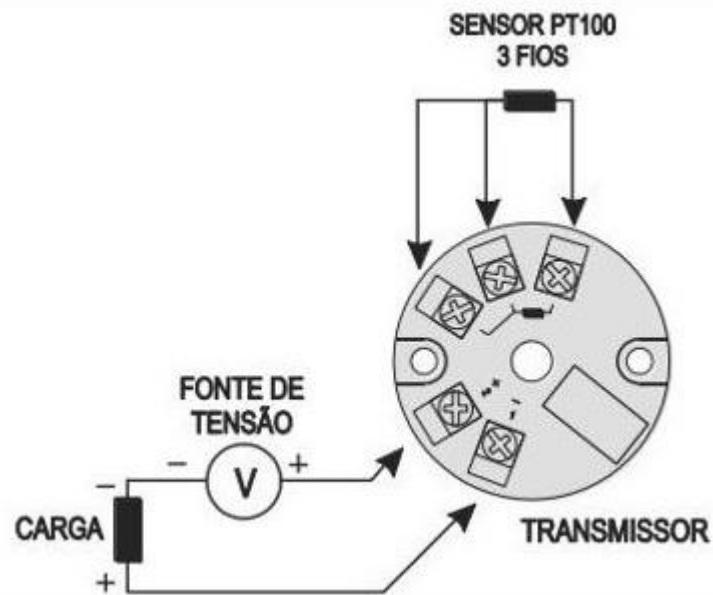 SENSOR PT100
3 FIOS
FONTE DE
TENSÃO
− V +
−
CARGA
+
TRANSMISSOR